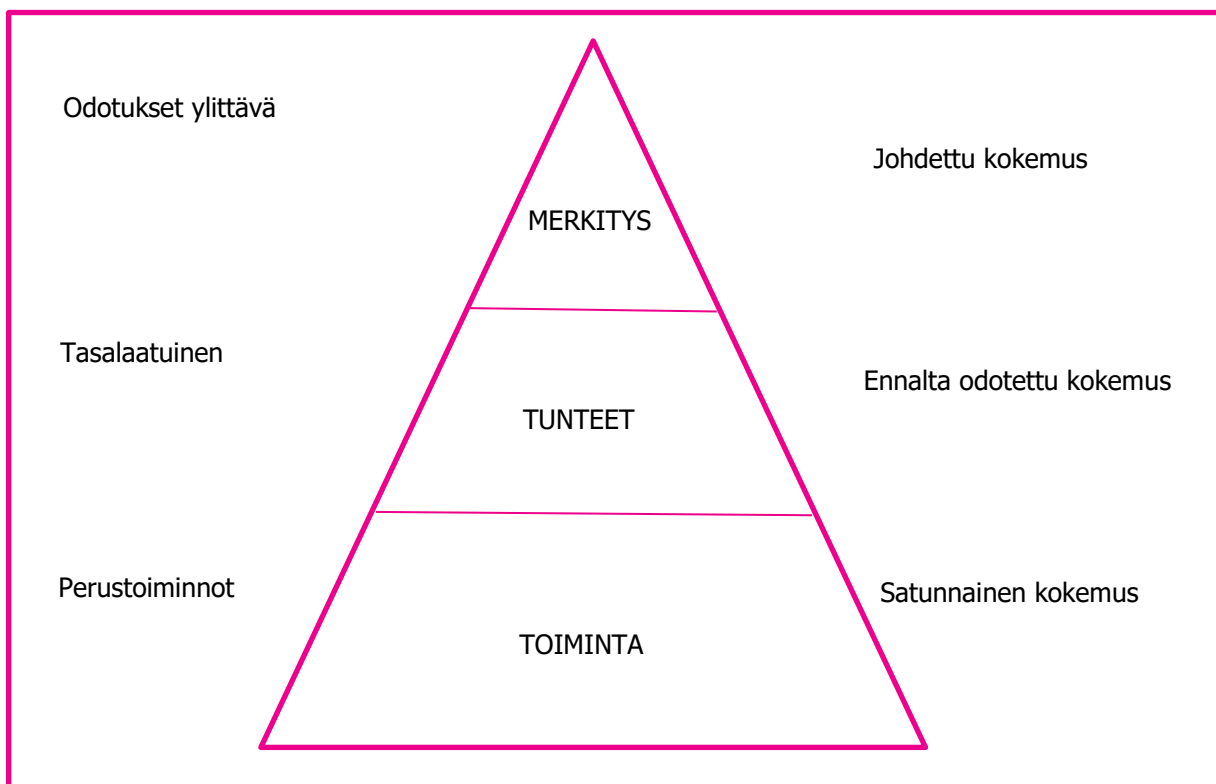 Odotukset ylittävä
Johdettu kokemus
MERKITYS
Tasalaatuinen
Ennalta odotettu kokemus
TUNTEET
Perustoiminnot
Satunnainen kokemus
TOIMINTA